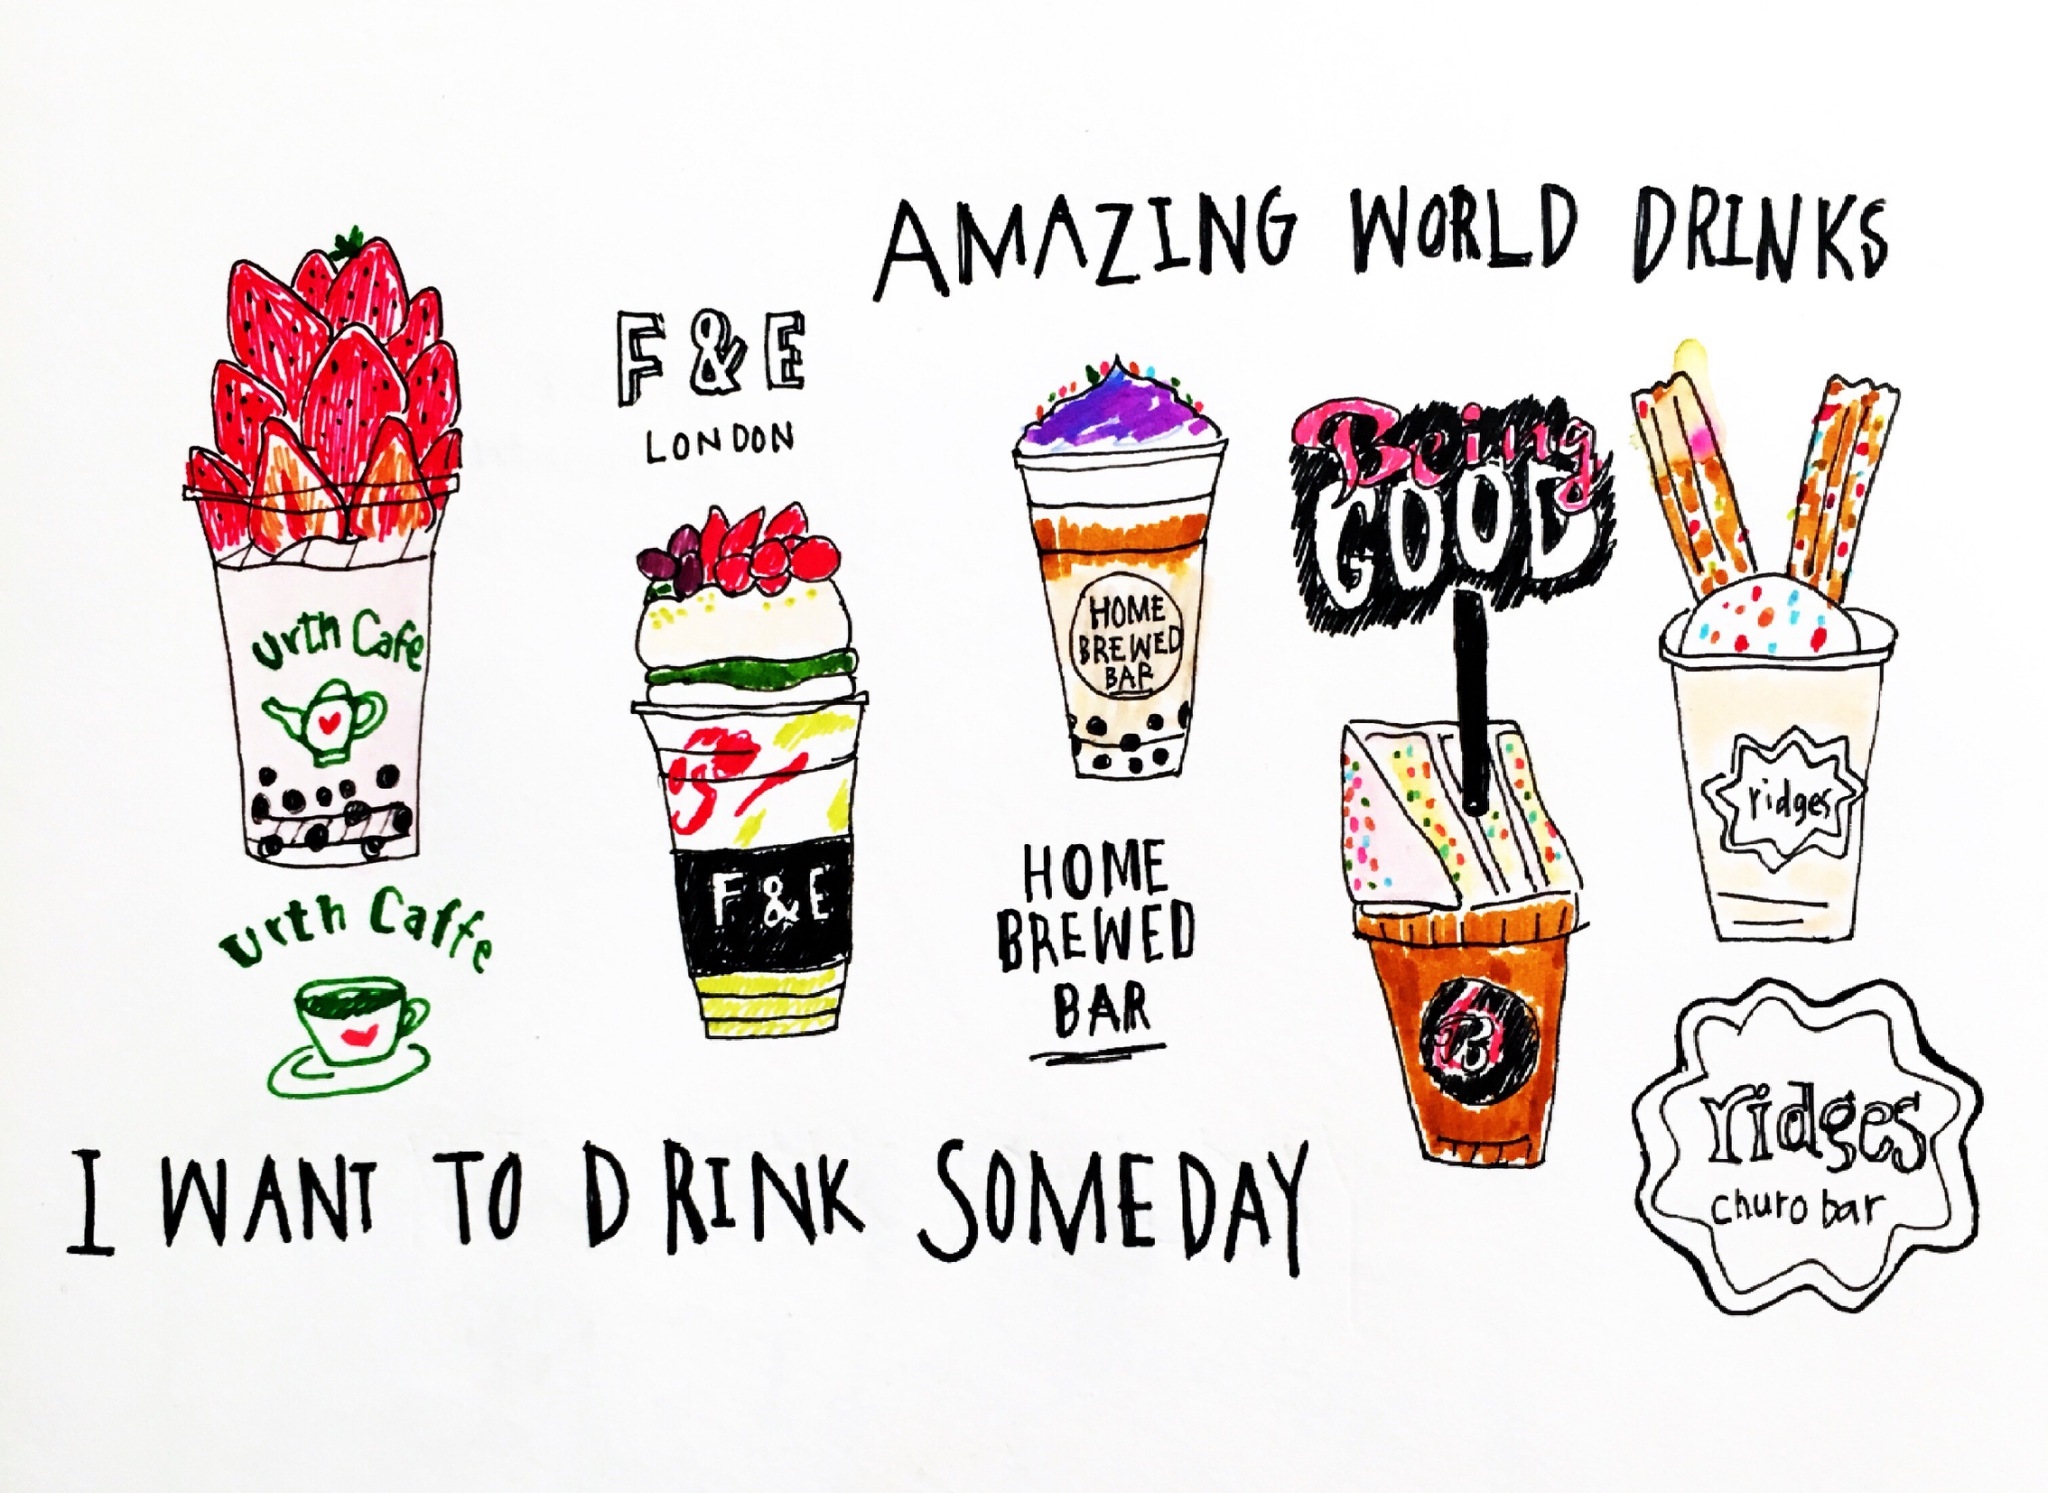 AMAZING WORLD DRINKS
F & E
LONDON
Urth Cafe
Urth Caffe
F & E
HOME
BREWED
BAR
HOME
BREWED
BAR
Being
GOOD
B
ridges
ridges
churo bar
I WANT TO DRINK SOMEDAY